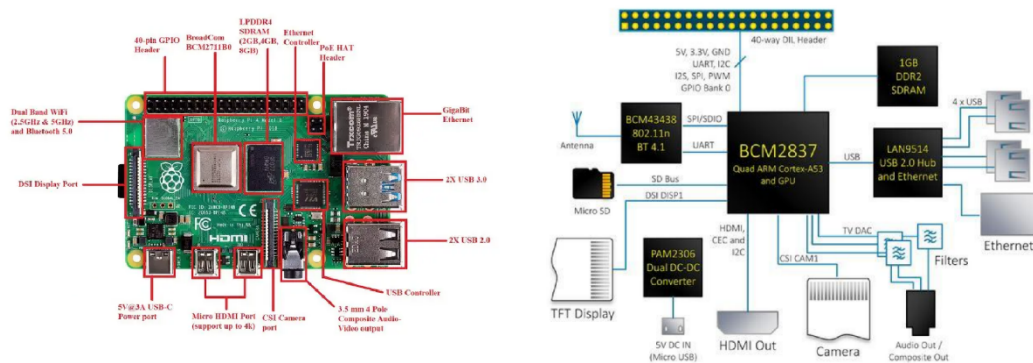 40-pin GPIO
Header
BroadCom
BCM2711B0
LPDDR4
SDRAM
(2GB,4GB,
8GB)
Ethernet
Controller
PoE HAT
Header
Dual Band WiFi
(2.5GHz & 5GHz)
and Bluetooth 5.0
GigaBit
Ethernet
DSI Display Port
2X USB 3.0
2X USB 2.0
HDMI
FC CE
5V@3A USB-C
Power port
Micro HDMI Port
(support up to 4k)
CSI Camera
port
3.5 mm 4 Pole
Composite Audio-
Video output
USB Controller
40-way DIL Header
5V, 3.3V, GND
UART, I2C
I2S, SPI, PWM
GPIO Bank 0
1GB
DDR2
SDRAM
Antenna
BCM43438
802.11n
BT 4.1
SPI/SDIO
UART
BCM2837
Quad ARM Cortex-A53
and GPU
USB
4 x USB
LAN9514
USB 2.0 Hub
and Ethernet
Micro SD
SD Bus
DSI DISP1
TFT Display
PAM2306
Dual DC-DC
Converter
5V DC IN
(Micro USB)
HDMI,
CEC and
I2C
HDMI Out
CSI CAM1
Camera
TV DAC
Filters
Audio Out /
Composite Out
Ethernet